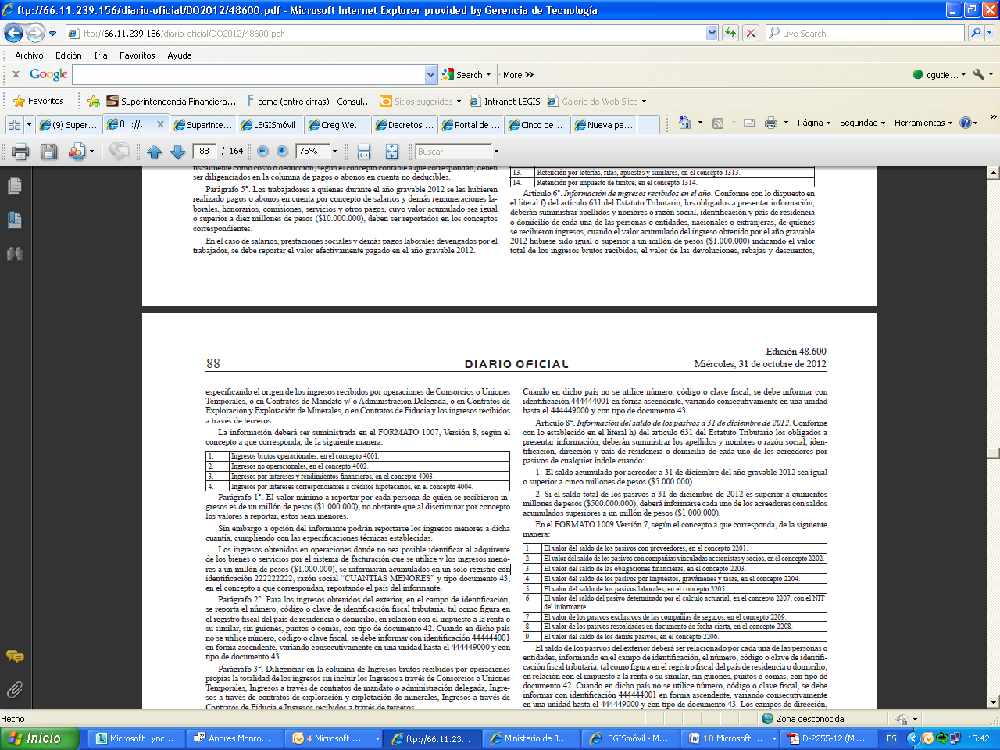 ftp://66.11.239.156/diario-oficial/DO2012/48600.pdf - Microsoft Internet Explorer provided by Gerencia de Tecnología
ftp://66.11.239.156/diario-oficial/DO2012/48600.pdf
Live Search
Archivo Edición Ir a Favoritos Ayuda
Google Search More » cgutie...
Favoritos Superintendencia Financiera... coma (entre cifras) - Consul... Sitios sugeridos Intranet LEGIS Galería de Web Slice
(9) Super... ftp://... Superinte... LEGISmóvil Creg We... Decretos ... Portal de ... Cinco de... Nueva pe... Página Seguridad Herramientas
88 / 164 75% Buscar
fiscalmente como costo o deducción, según el concepto contable a que correspondan, deben
ser diligenciados en la columna de pagos o abonos en cuenta no deducibles.
Parágrafo 5°. Los trabajadores a quienes durante el año gravable 2012 se les hubieren
realizado pagos o abonos en cuenta por concepto de salarios y demás remuneraciones la-
borales, honorarios, comisiones, servicios y otros pagos, cuyo valor acumulado sea igual
o superior a diez millones de pesos ($10.000.000), deben ser reportados en los conceptos
correspondientes.
En el caso de salarios, prestaciones sociales y demás pagos laborales devengados por el
trabajador, se debe reportar el valor efectivamente pagado en el año gravable 2012.
13. Retención por loterías, rifas, apuestas y similares, en el concepto 1313.
14. Retención por impuesto de timbre, en el concepto 1314.
Artículo 6°. Información de ingresos recibidos en el año. Conforme con lo dispuesto en
el literal f) del artículo 631 del Estatuto Tributario, los obligados a presentar información,
deberán suministrar apellidos y nombres o razón social, identificación y país de residencia
o domicilio de cada una de las personas o entidades, nacionales o extranjeras, de quienes
se recibieron ingresos, cuando el valor acumulado del ingreso obtenido por el año gravable
2012 hubiese sido igual o superior a un millón de pesos ($1.000.000) indicando el valor
total de los ingresos brutos recibidos, el valor de las devoluciones, rebajas y descuentos,
88
DIARIO OFICIAL
Edición 48.600
Miércoles, 31 de octubre de 2012
especificando el origen de los ingresos recibidos por operaciones de Consorcios o Uniones
Temporales, o en Contratos de Mandato y/ o Administración Delegada, o en Contratos de
Exploración y Explotación de Minerales, o en Contratos de Fiducia y los ingresos recibidos
a través de terceros.
La información deberá ser suministrada en el FORMATO 1007, Versión 8, según el
concepto a que corresponda, de la siguiente manera:
1. Ingresos brutos operacionales, en el concepto 4001.
2. Ingresos no operacionales, en el concepto 4002.
3. Ingresos por intereses y rendimientos financieros, en el concepto 4003.
4. Ingresos por intereses correspondientes a créditos hipotecarios, en el concepto 4004.
Parágrafo 1°. El valor mínimo a reportar por cada persona de quien se recibieron in-
gresos es de un millón de pesos ($1.000.000), no obstante que al discriminar por concepto
los valores a reportar, estos sean menores.
Sin embargo a opción del informante podrán reportarse los ingresos menores a dicha
cuantía, cumpliendo con las especificaciones técnicas establecidas.
Los ingresos obtenidos en operaciones donde no sea posible identificar al adquirente
de los bienes o servicios por el sistema de facturación que se utilice y los ingresos meno-
res a un millón de pesos ($1.000.000), se informarán acumulados en un solo registro con
identificación 222222222, razón social “CUANTÍAS MENORES” y tipo documento 43,
en el concepto a que correspondan, reportando el país del informante.
Parágrafo 2°. Para los ingresos obtenidos del exterior, en el campo de identificación,
se reporta el número, código o clave de identificación fiscal tributaria, tal como figura en
el registro fiscal del país de residencia o domicilio, en relación con el impuesto a la renta o
su similar, sin guiones, puntos o comas, con tipo de documento 42. Cuando en dicho país
no se utilice número, código o clave fiscal, se debe informar con identificación 444444001
en forma ascendente, variando consecutivamente en una unidad hasta el 444449000 y con
tipo de documento 43.
Parágrafo 3°. Diligenciar en la columna de Ingresos brutos recibidos por operaciones
propias la totalidad de los ingresos sin incluir los Ingresos a través de Consorcios o Uniones
Temporales, Ingresos a través de contratos de mandato o administración delegada, Ingre-
sos a través de contratos de exploración y explotación de minerales, Ingresos a través de
Contratos de Fiducia e Ingresos recibidos a través de terceros.
Cuando en dicho país no se utilice número, código o clave fiscal, se debe informar con
identificación 444444001 en forma ascendente, variando consecutivamente en una unidad
hasta el 444449000 y con tipo de documento 43.
Artículo 8°. Información del saldo de los pasivos a 31 de diciembre de 2012. Conforme
con lo establecido en el literal h) del artículo 631 del Estatuto Tributario los obligados a
presentar información, deberán suministrar los apellidos y nombres o razón social, iden-
tificación, dirección y país de residencia o domicilio de cada uno de los acreedores por
pasivos de cualquier índole cuando:
1. El saldo acumulado por acreedor a 31 de diciembre del año gravable 2012 sea igual
o superior a cinco millones de pesos ($5.000.000).
2. Si el saldo total de los pasivos a 31 de diciembre de 2012 es superior a quinientos
millones de pesos ($500.000.000), deberá informarse cada uno de los acreedores con saldos
acumulados superiores a un millón de pesos ($1.000.000).
En el FORMATO 1009 Versión 7, según el concepto a que corresponda, de la siguiente
manera:
1. El valor del saldo de los pasivos con proveedores, en el concepto 2201.
2. El valor del saldo de los pasivos con compañías vinculadas accionistas y socios, en el concepto 2202.
3. El valor del saldo de las obligaciones financieras, en el concepto 2203.
4. El valor del saldo de los pasivos por impuestos, gravámenes y tasas, en el concepto 2204.
5. El valor del saldo de los pasivos laborales, en el concepto 2205.
6. El valor del saldo del pasivo determinado por el cálculo actuarial, en el concepto 2207, con el NIT
del informante.
7. El valor de los pasivos exclusivos de las compañías de seguros, en el concepto 2209.
8. El valor de los pasivos respaldados en documento de fecha cierta, en el concepto 2208.
9. El valor del saldo de los demás pasivos, en el concepto 2206.
El saldo de los pasivos del exterior deberá ser relacionado por cada una de las personas o
entidades, informando en el campo de identificación, el número, código o clave de identifi-
cación fiscal tributaria, tal como figura en el registro fiscal del país de residencia o domicilio,
en relación con el impuesto a la renta o su similar, sin guiones, puntos o comas, con tipo de
documento 42. Cuando en dicho país no se utilice número, código o clave fiscal, se debe
informar con identificación 444444001 en forma ascendente, variando consecutivamente
en una unidad hasta el 444449000 y con tipo de documento 43. Los campos de dirección,
Hecho
Zona desconocida
Inicio Microsoft Lync... Andres Monro... 4 Microsoft ... ftp://66.11.23... Ministerio de J... LEGISmóvil - M... 10 Microsoft ... D-2255-12 (Mi... ES 15:42